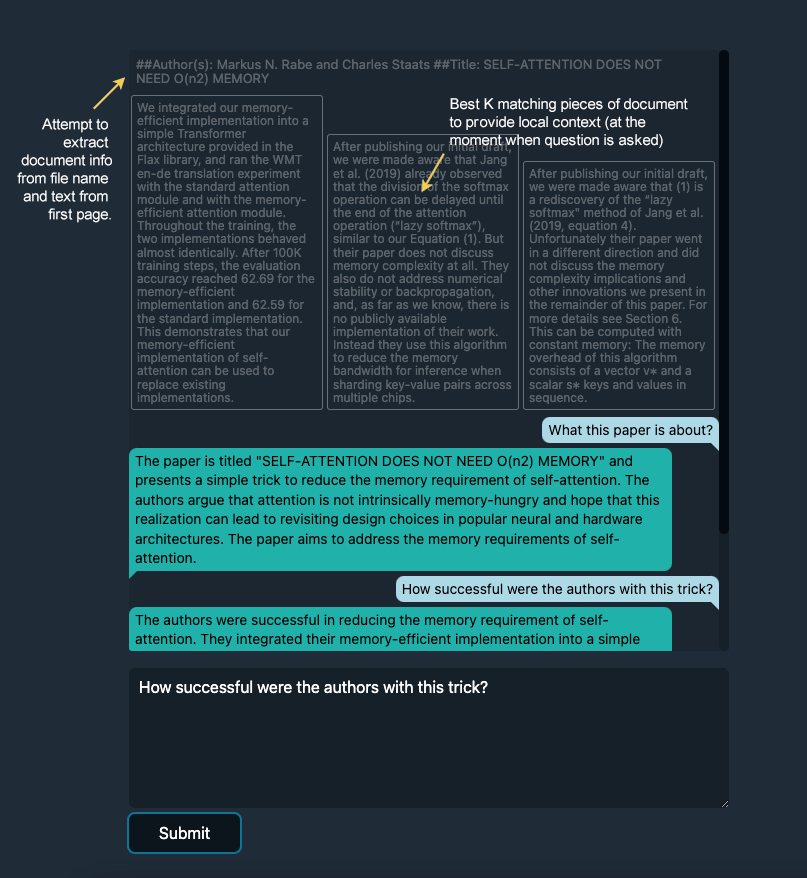 ##Author(s): Markus N. Rabe and Charles Staats ##Title: SELF-ATTENTION DOES NOT
NEED O(n2) MEMORY
Attempt to
extract
document info
from file name
and text from
first page.
Best K matching pieces of document
to provide local context (at the
moment when question is asked)
We integrated our memory-
efficient implementation into a
simple Transformer
architecture provided in the
Flax library, and ran the WMT
en-de translation experiment
with the standard attention
module and with the memory-
efficient attention module.
Throughout the training, the
two implementations behaved
almost identically. After 100K
training steps, the evaluation
accuracy reached 62.69 for the
memory-efficient
implementation and 62.59 for
the standard implementation.
This demonstrates that our
memory-efficient
implementation of self-
attention can be used to
replace existing
implementations.
After publishing our initial draft,
we were made aware that Jang
et al. (2019) already observed
that the division of the softmax
operation can be delayed until
the end of the attention
operation ("lazy softmax"),
similar to our Equation (1). But
their paper does not discuss
memory complexity at all. They
also do not address numerical
stability or backpropagation,
and, as far as we know, there is
no publicly available
implementation of their work.
Instead they use this algorithm
to reduce the memory
bandwidth for inference when
sharding key-value pairs across
multiple chips.
After publishing our initial draft,
we were made aware that (1) is
a rediscovery of the "lazy
softmax" method of Jang et al.
(2019, equation 4).
Unfortunately their paper went
in a different direction and did
not discuss the memory
complexity implications and
other innovations we present in
the remainder of this paper. For
more details see Section 6.
This can be computed with
constant memory: The memory
overhead of this algorithm
consists of a vector v∗ and a
scalar s∗ keys and values in
sequence.
What this paper is about?
The paper is titled "SELF-ATTENTION DOES NOT NEED O(n2) MEMORY" and
presents a simple trick to reduce the memory requirement of self-attention. The
authors argue that attention is not intrinsically memory-hungry and hope that this
realization can lead to revisiting design choices in popular neural and hardware
architectures. The paper aims to address the memory requirements of self-
attention.
How successful were the authors with this trick?
The authors were successful in reducing the memory requirement of self-
attention. They integrated their memory-efficient implementation into a simple
How successful were the authors with this trick?
Submit